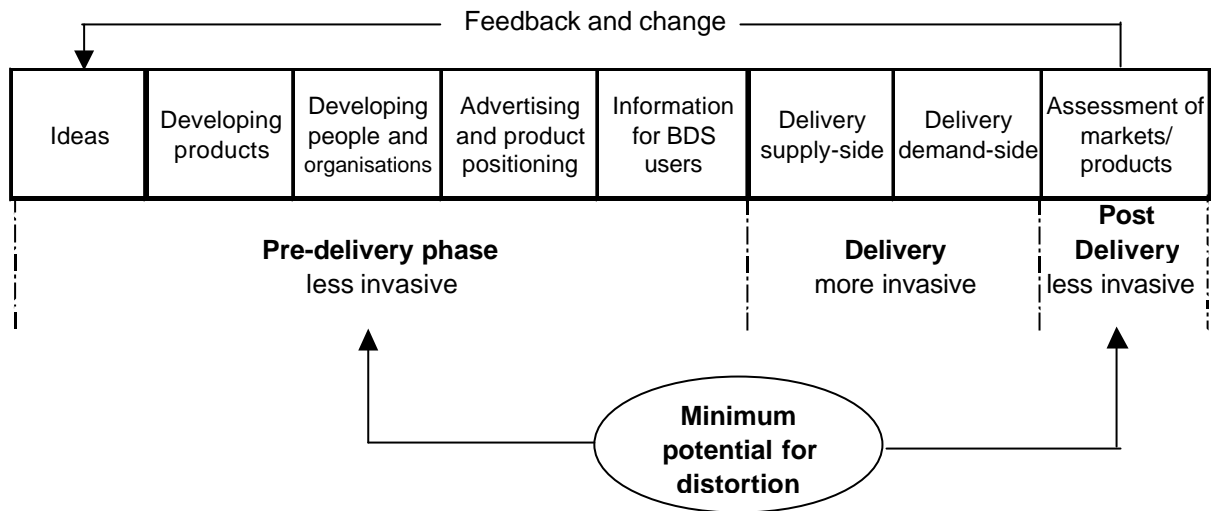 Feedback and change
Ideas
Developing
products
Developing
people and
organisations
Advertising
and product
positioning
Information
for BDS
users
Delivery
supply-side
Delivery
demand-side
Assessment of
markets/
products
Pre-delivery phase
less invasive
Delivery
more invasive
Post
Delivery
less invasive
Minimum
potential for
distortion